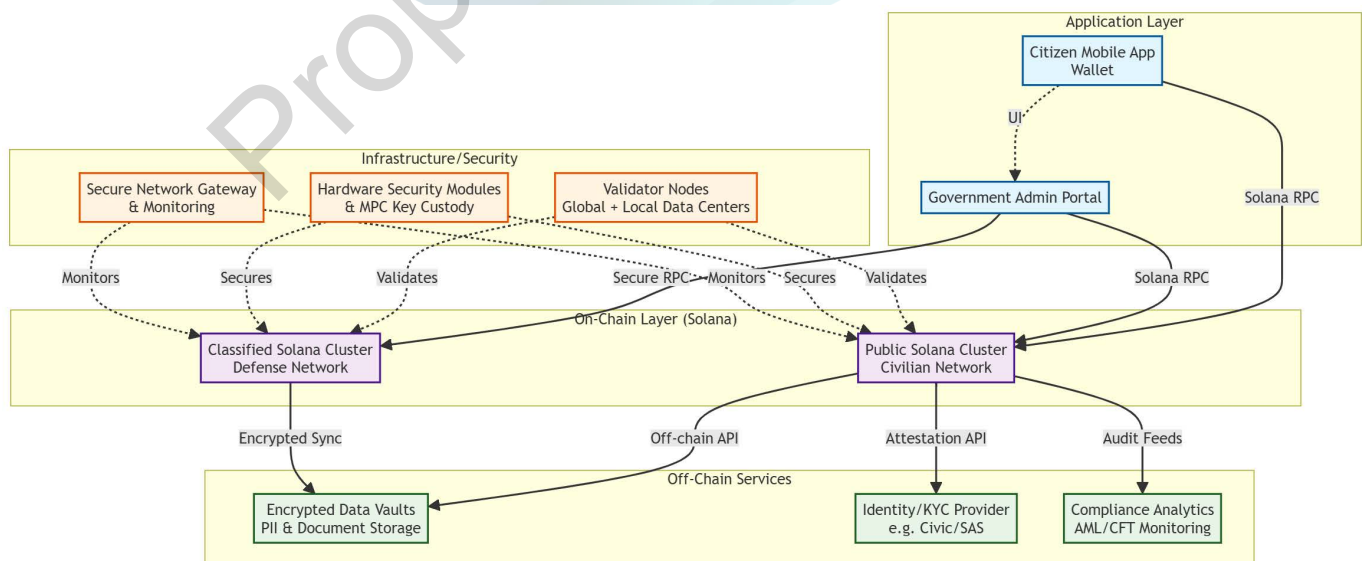 Prop
Application Layer
Citizen Mobile App
Wallet
UI
Infrastructure/Security
Secure Network Gateway
& Monitoring
Hardware Security Modules
& MPC Key Custody
Validator Nodes
Global + Local Data Centers
Government Admin Portal
Solana RPC
Monitors
Secures
Validates
Secure RPC
Monitors
Secures
Validates
Solana RPC
On-Chain Layer (Solana)
Classified Solana Cluster
Defense Network
Public Solana Cluster
Civilian Network
Encrypted Sync
Off-chain API
Attestation API
Audit Feeds
Off-Chain Services
Encrypted Data Vaults
PII & Document Storage
Identity/KYC Provider
e.g. Civic/SAS
Compliance Analytics
AML/CFT Monitoring